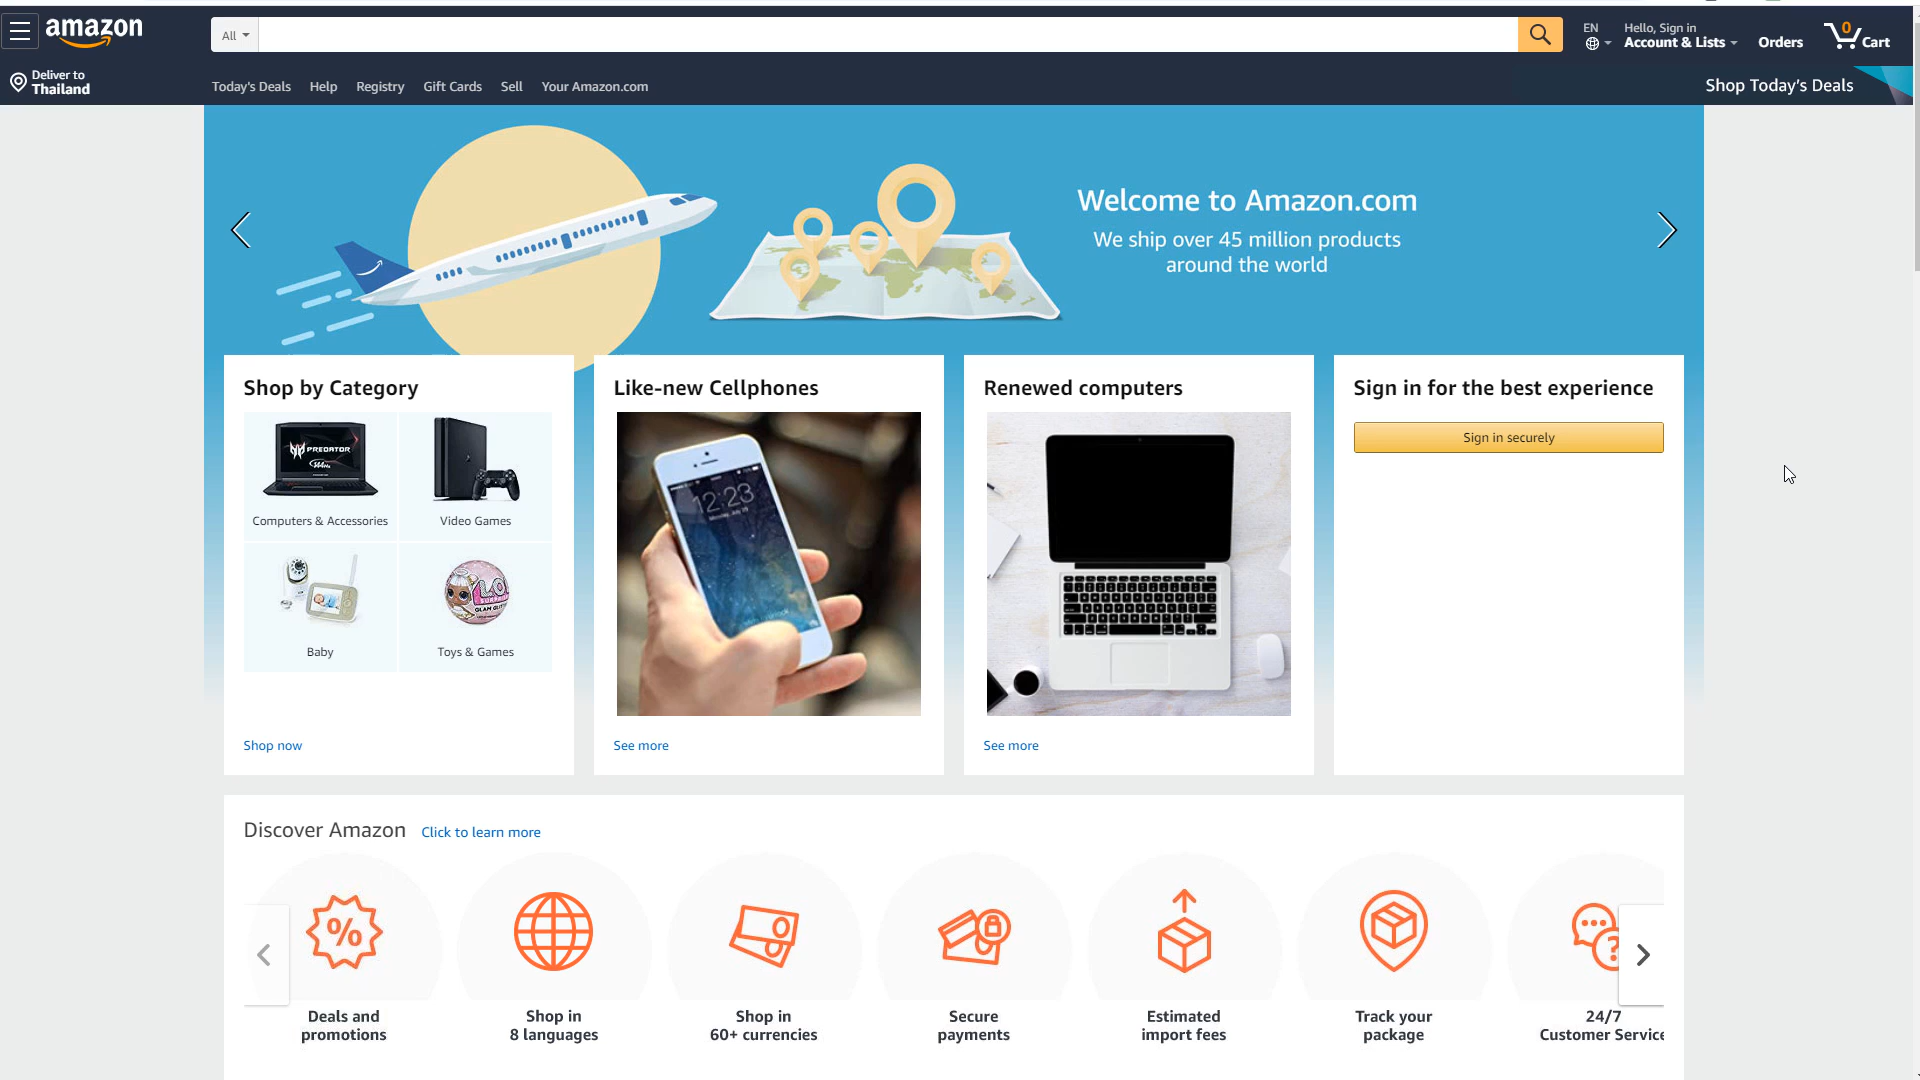 amazon
All
EN
Hello, Sign in
Account & Lists
Orders
0
Cart
Deliver to
Thailand
Today's Deals
Help
Registry
Gift Cards
Sell
Your Amazon.com
Shop Today's Deals
Welcome to Amazon.com
We ship over 45 million products
around the world
Shop by Category
PREDATOR
Computers & Accessories
Video Games
Baby
Toys & Games
Shop now
Like-new Cellphones
12:23
See more
Renewed computers
See more
Sign in for the best experience
Sign in securely
Discover Amazon
Click to learn more
%
Deals and
promotions
Shop in
8 languages
Shop in
60+ currencies
Secure
payments
Estimated
import fees
Track your
package
?
24/7
Customer Service